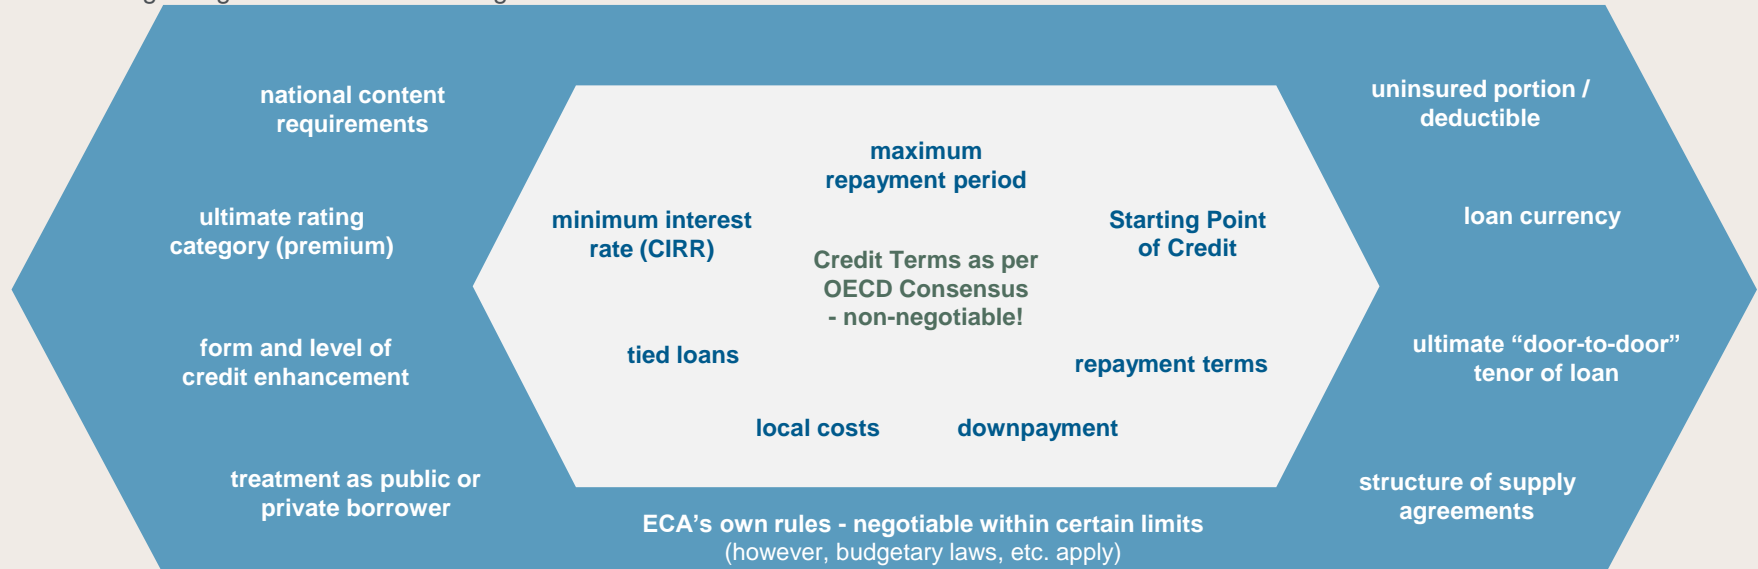 national content
requirements
ultimate rating
category (premium)
form and level of
credit enhancement
treatment as public or
private borrower
maximum
repayment period
minimum interest
rate (CIRR)
Starting Point
of Credit
Credit Terms as per
OECD Consensus
- non-negotiable!
tied loans
repayment terms
local costs
downpayment
ECA’s own rules - negotiable within certain limits
(however, budgetary laws, etc. apply)
uninsured portion /
deductible
loan currency
ultimate “door-to-door”
tenor of loan
structure of supply
agreements